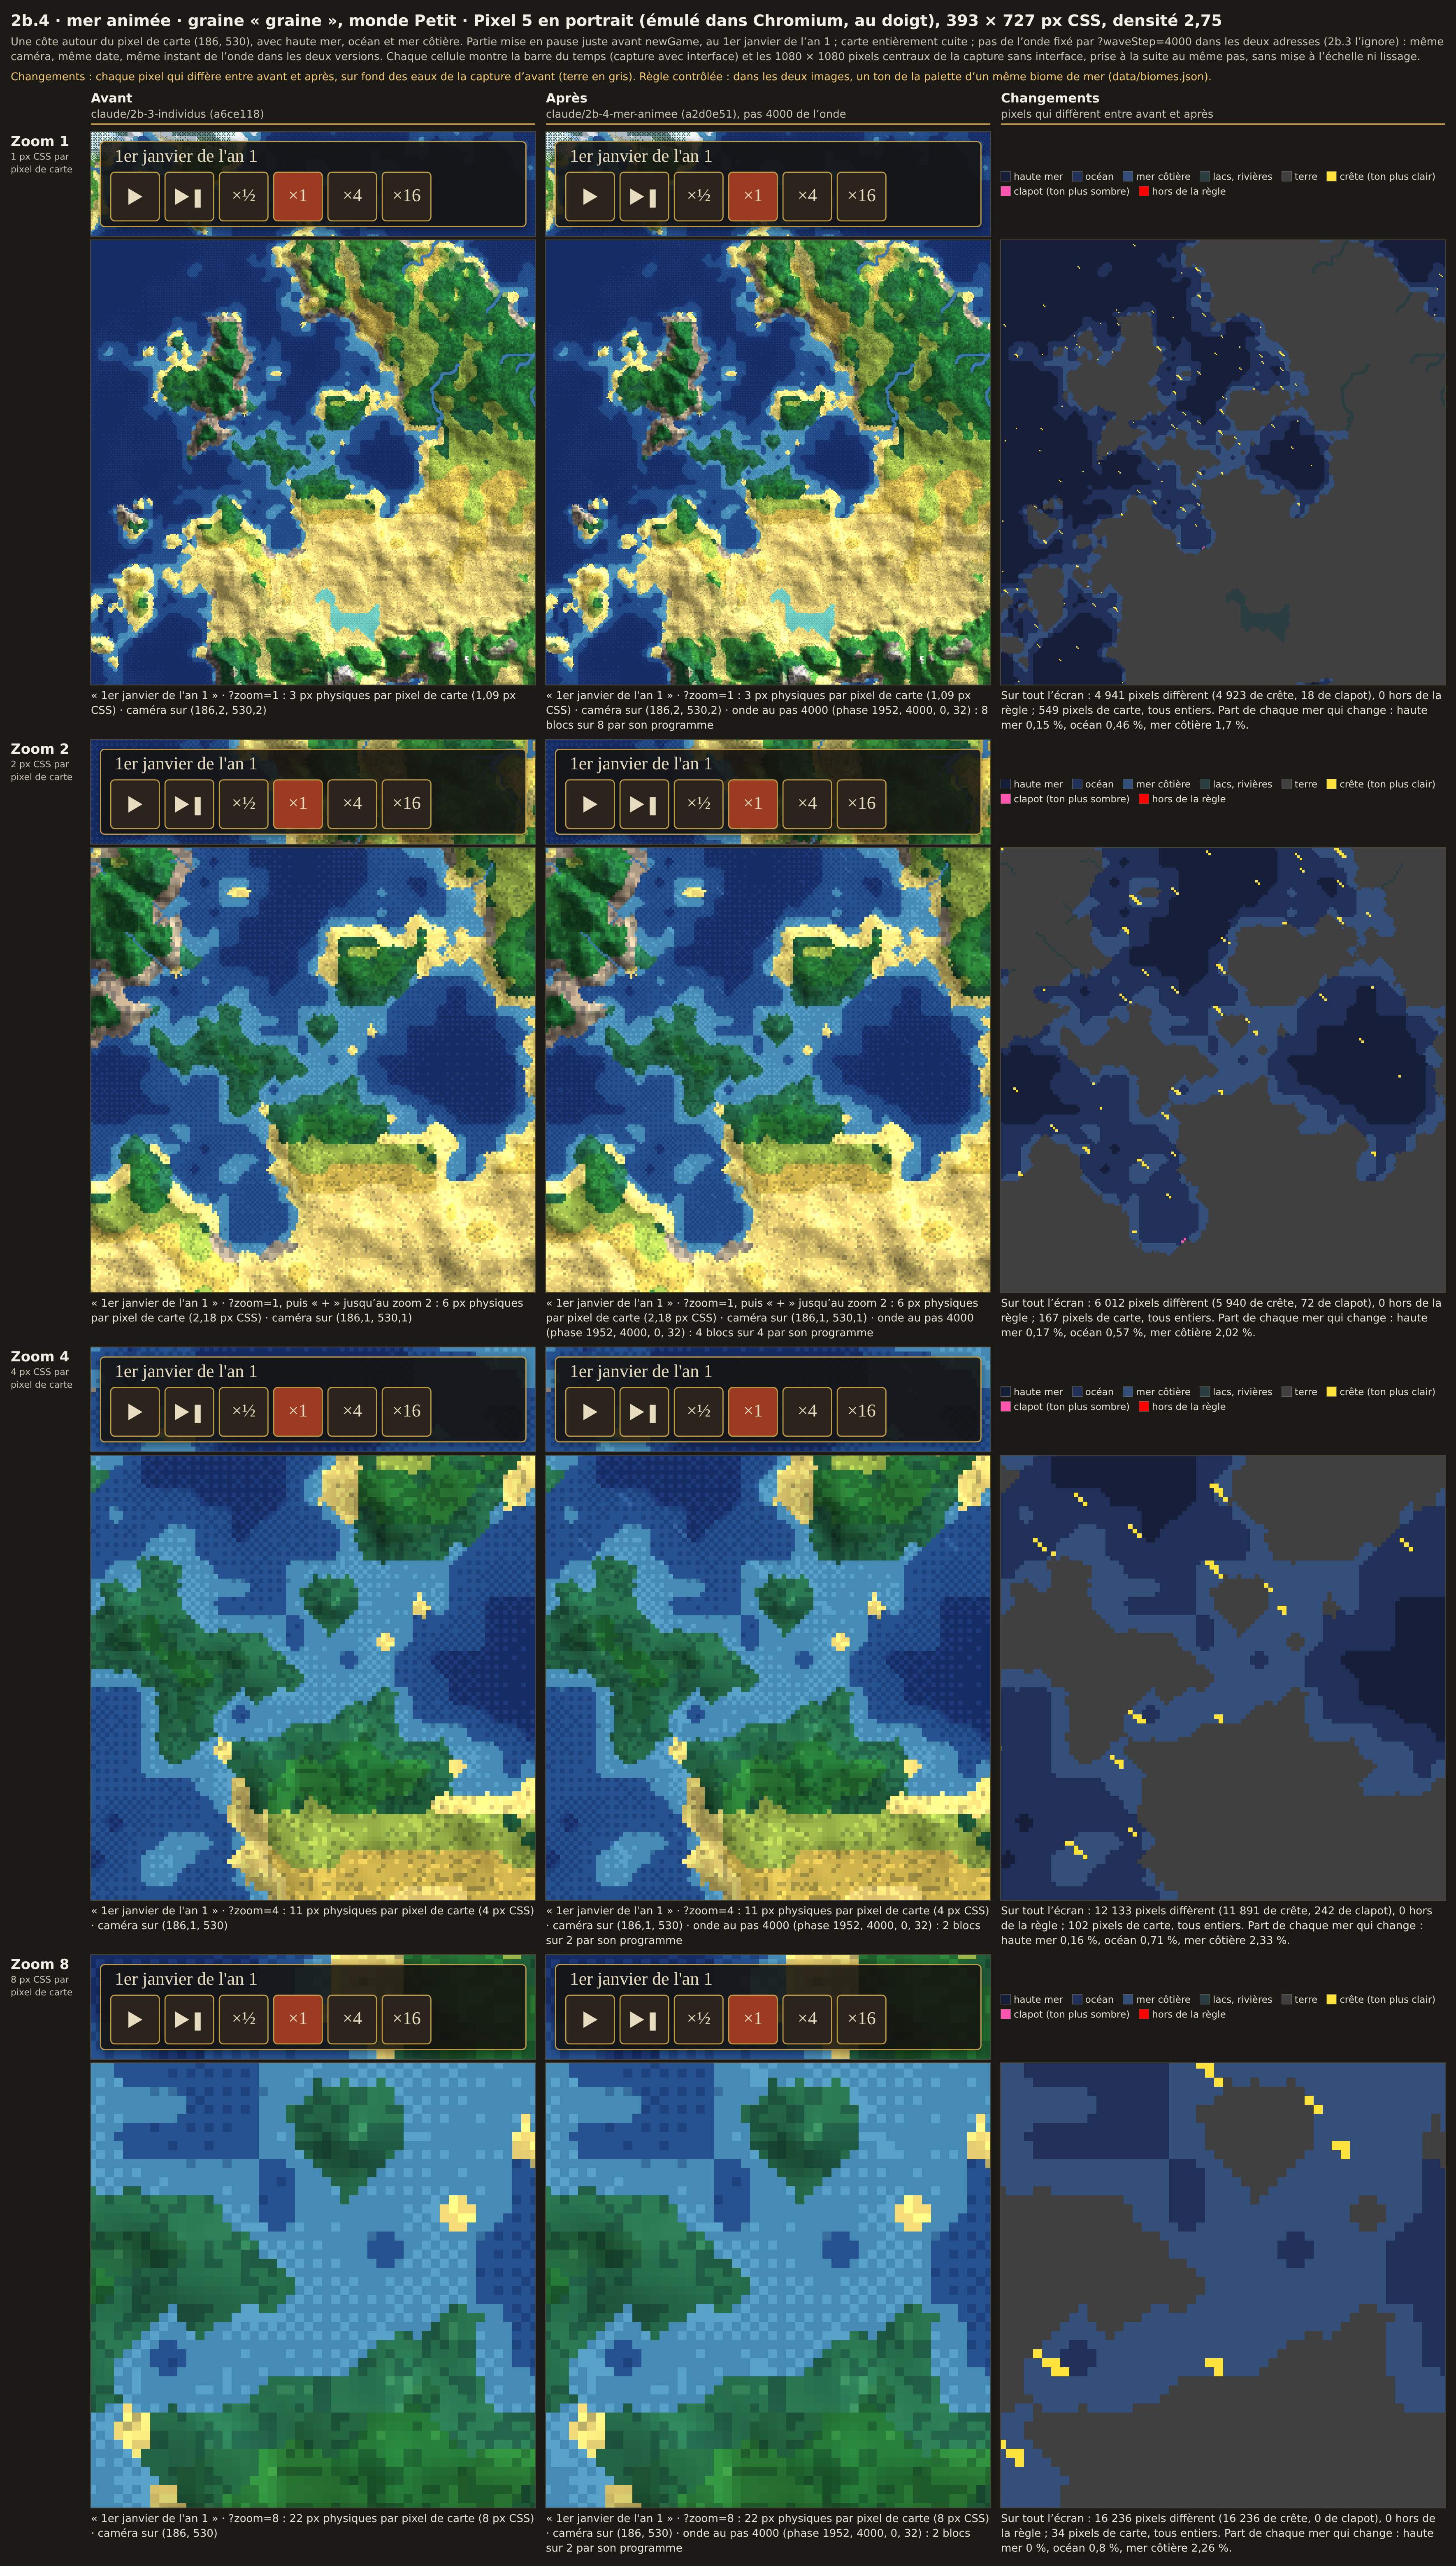 2b.4 · mer animée · graine « graine », monde Petit · Pixel 5 en portrait (émulé dans Chromium, au doigt), 393 × 727 px CSS, densité 2,75
Une côte autour du pixel de carte (186, 530), avec haute mer, océan et mer côtière. Partie mise en pause juste avant newGame, au 1er janvier de l’an 1 ; carte entièrement cuite ; pas de l’onde fixé par ?waveStep=4000 dans les deux adresses (2b.3 l’ignore) : même
caméra, même date, même instant de l’onde dans les deux versions. Chaque cellule montre la barre du temps (capture avec interface) et les 1080 × 1080 pixels centraux de la capture sans interface, prise à la suite au même pas, sans mise à l’échelle ni lissage.
Changements : chaque pixel qui diffère entre avant et après, sur fond des eaux de la capture d’avant (terre en gris). Règle contrôlée : dans les deux images, un ton de la palette d’un même biome de mer (data/biomes.json).
Avant
claude/2b-3-individus (a6ce118)
Après
claude/2b-4-mer-animee (a2d0e51), pas 4000 de l’onde
Changements
pixels qui diffèrent entre avant et après
Zoom 1
1 px CSS par
pixel de carte
1er janvier de l'an 1
×½ ×1 ×4 ×16
1er janvier de l'an 1
×½ ×1 ×4 ×16
haute mer océan mer côtière lacs, rivières terre crête (ton plus clair)
clapot (ton plus sombre) hors de la règle
« 1er janvier de l'an 1 » · ?zoom=1 : 3 px physiques par pixel de carte (1,09 px
CSS) · caméra sur (186,2, 530,2)
« 1er janvier de l'an 1 » · ?zoom=1 : 3 px physiques par pixel de carte (1,09 px
CSS) · caméra sur (186,2, 530,2) · onde au pas 4000 (phase 1952, 4000, 0, 32) : 8
blocs sur 8 par son programme
Sur tout l’écran : 4 941 pixels diffèrent (4 923 de crête, 18 de clapot), 0 hors de la
règle ; 549 pixels de carte, tous entiers. Part de chaque mer qui change : haute
mer 0,15 %, océan 0,46 %, mer côtière 1,7 %.
Zoom 2
2 px CSS par
pixel de carte
1er janvier de l'an 1
×½ ×1 ×4 ×16
1er janvier de l'an 1
×½ ×1 ×4 ×16
haute mer océan mer côtière lacs, rivières terre crête (ton plus clair)
clapot (ton plus sombre) hors de la règle
« 1er janvier de l'an 1 » · ?zoom=1, puis « + » jusqu’au zoom 2 : 6 px physiques
par pixel de carte (2,18 px CSS) · caméra sur (186,1, 530,1)
« 1er janvier de l'an 1 » · ?zoom=1, puis « + » jusqu’au zoom 2 : 6 px physiques
par pixel de carte (2,18 px CSS) · caméra sur (186,1, 530,1) · onde au pas 4000
(phase 1952, 4000, 0, 32) : 4 blocs sur 4 par son programme
Sur tout l’écran : 6 012 pixels diffèrent (5 940 de crête, 72 de clapot), 0 hors de la
règle ; 167 pixels de carte, tous entiers. Part de chaque mer qui change : haute
mer 0,17 %, océan 0,57 %, mer côtière 2,02 %.
Zoom 4
4 px CSS par
pixel de carte
1er janvier de l'an 1
×½ ×1 ×4 ×16
1er janvier de l'an 1
×½ ×1 ×4 ×16
haute mer océan mer côtière lacs, rivières terre crête (ton plus clair)
clapot (ton plus sombre) hors de la règle
« 1er janvier de l'an 1 » · ?zoom=4 : 11 px physiques par pixel de carte (4 px CSS)
· caméra sur (186,1, 530)
« 1er janvier de l'an 1 » · ?zoom=4 : 11 px physiques par pixel de carte (4 px CSS)
· caméra sur (186,1, 530) · onde au pas 4000 (phase 1952, 4000, 0, 32) : 2 blocs
sur 2 par son programme
Sur tout l’écran : 12 133 pixels diffèrent (11 891 de crête, 242 de clapot), 0 hors
de la règle ; 102 pixels de carte, tous entiers. Part de chaque mer qui change :
haute mer 0,16 %, océan 0,71 %, mer côtière 2,33 %.
Zoom 8
8 px CSS par
pixel de carte
1er janvier de l'an 1
×½ ×1 ×4 ×16
1er janvier de l'an 1
×½ ×1 ×4 ×16
haute mer océan mer côtière lacs, rivières terre crête (ton plus clair)
clapot (ton plus sombre) hors de la règle
« 1er janvier de l'an 1 » · ?zoom=8 : 22 px physiques par pixel de carte (8 px CSS)
· caméra sur (186, 530)
« 1er janvier de l'an 1 » · ?zoom=8 : 22 px physiques par pixel de carte (8 px CSS)
· caméra sur (186, 530) · onde au pas 4000 (phase 1952, 4000, 0, 32) : 2 blocs
sur 2 par son programme
Sur tout l’écran : 16 236 pixels diffèrent (16 236 de crête, 0 de clapot), 0 hors de
la règle ; 34 pixels de carte, tous entiers. Part de chaque mer qui change : haute
mer 0 %, océan 0,8 %, mer côtière 2,26 %.